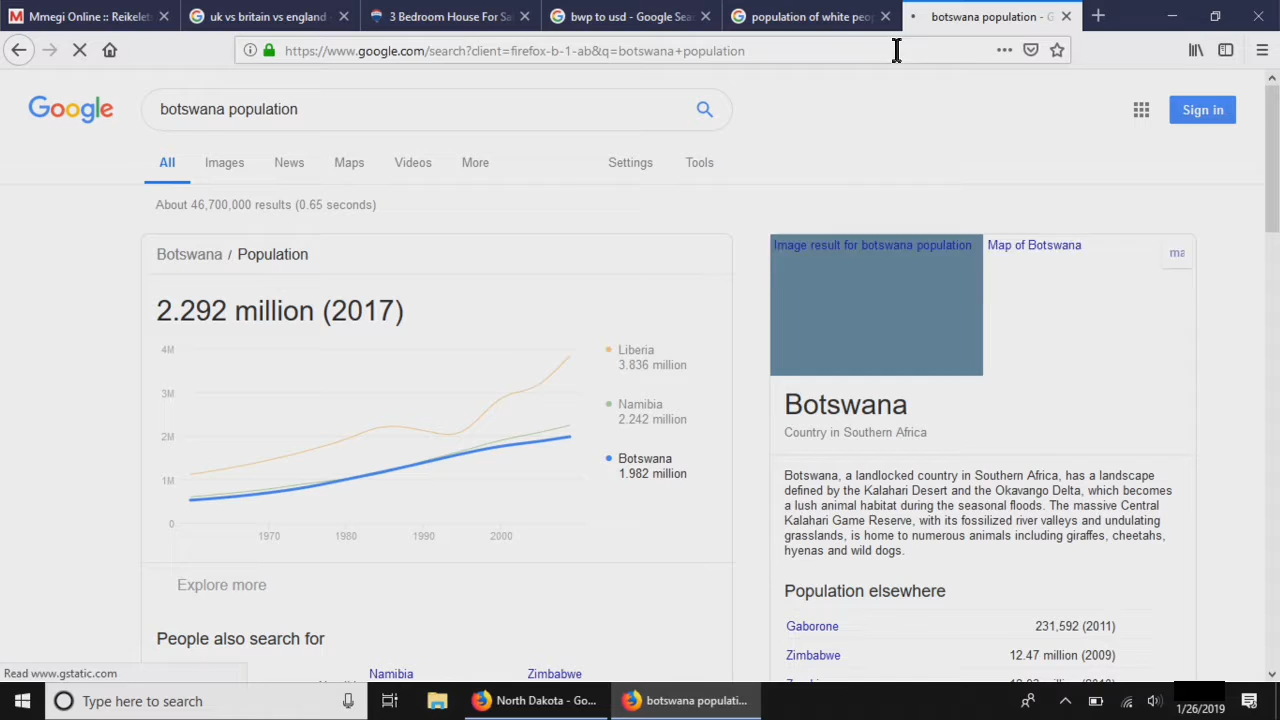 Mmegi Online :: Reikelet
uk vs britain vs england
3 Bedroom House For Sa
bwp to usd - Google Sea
population of white peop
botswana population - G
https://www.google.com/search?client=firefox-b-1-ab&q=botswana+population
Google
botswana population
Sign in
All
Images
News
Maps
Videos
More
Settings
Tools
About 46,700,000 results (0.65 seconds)
Botswana / Population
2.292 million (2017)
4M
3M
2M
1M
0
1970
1980
1990
2000
Liberia
3.836 million
Namibia
2.242 million
Botswana
1.982 million
Explore more
People also search for
Namibia
Zimbabwe
Image result for botswana population
Map of Botswana
ma
Botswana
Country in Southern Africa
Botswana, a landlocked country in Southern Africa, has a landscape
defined by the Kalahari Desert and the Okavango Delta, which becomes
a lush animal habitat during the seasonal floods. The massive Central
Kalahari Game Reserve, with its fossilized river valleys and undulating
grasslands, is home to numerous animals including giraffes, cheetahs,
hyenas and wild dogs.
Population elsewhere
Gaborone 231,592 (2011)
Zimbabwe 12.47 million (2009)
Read www.gstatic.com
Type here to search
North Dakota - Go...
botswana populati...
1/26/2019